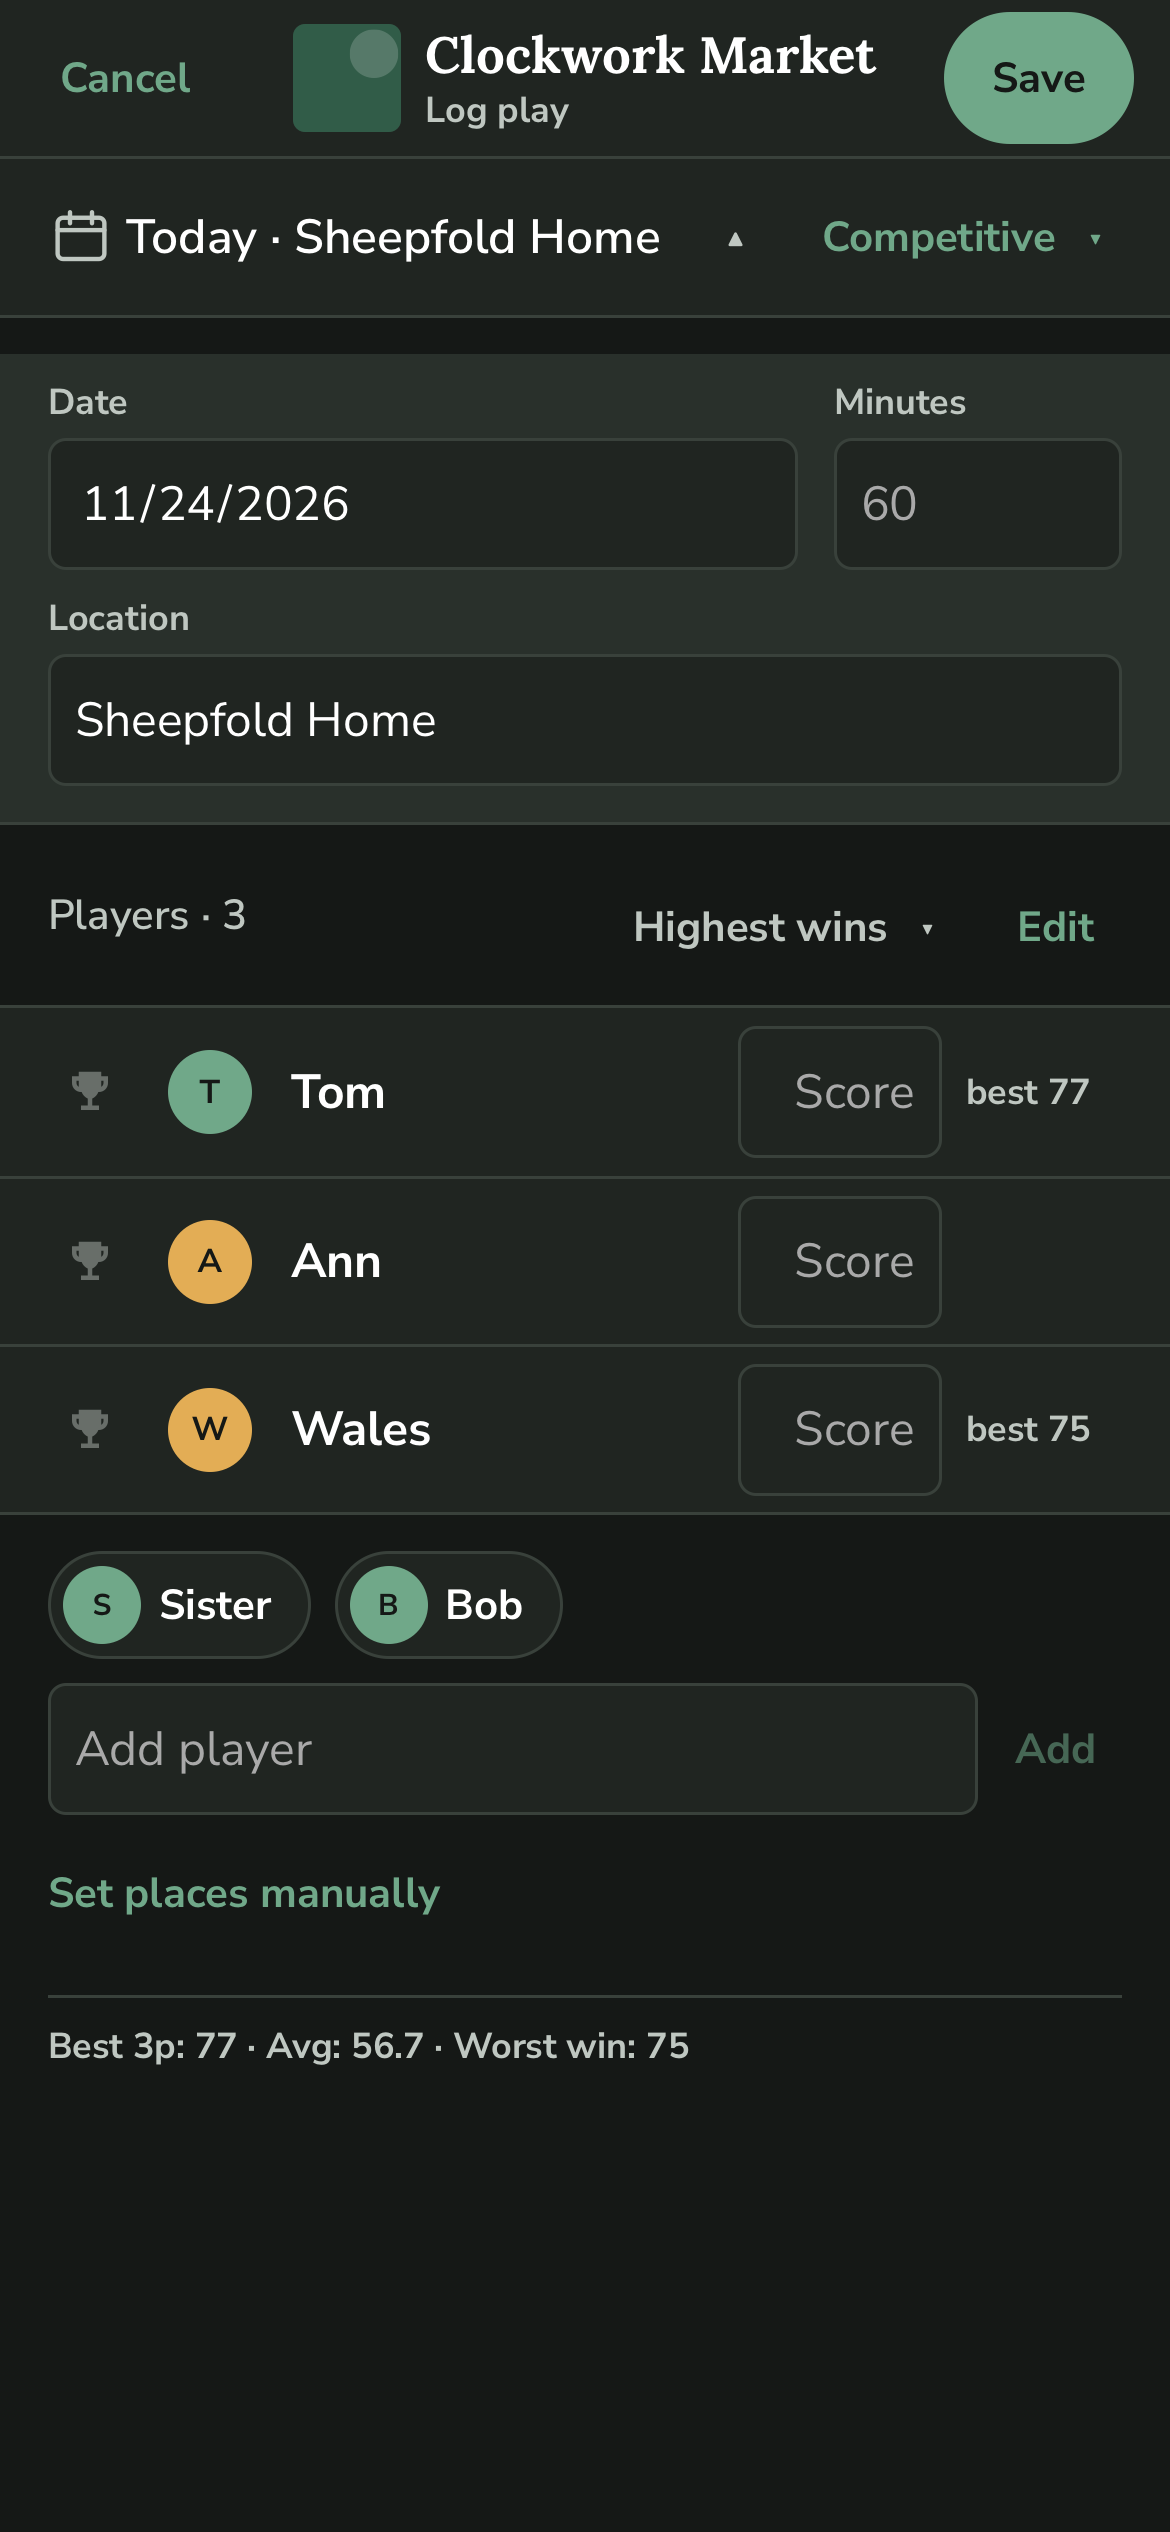 Cancel
Clockwork Market
Log play
Save
Today · Sheepfold Home ▲
Competitive ▾
Date
Minutes
11/24/2026
60
Location
Sheepfold Home
Players · 3
Highest wins ▾
Edit
T Tom Score best 77
A Ann Score
W Wales Score best 75
S Sister B Bob
Add player Add
Set places manually
Best 3p: 77 · Avg: 56.7 · Worst win: 75